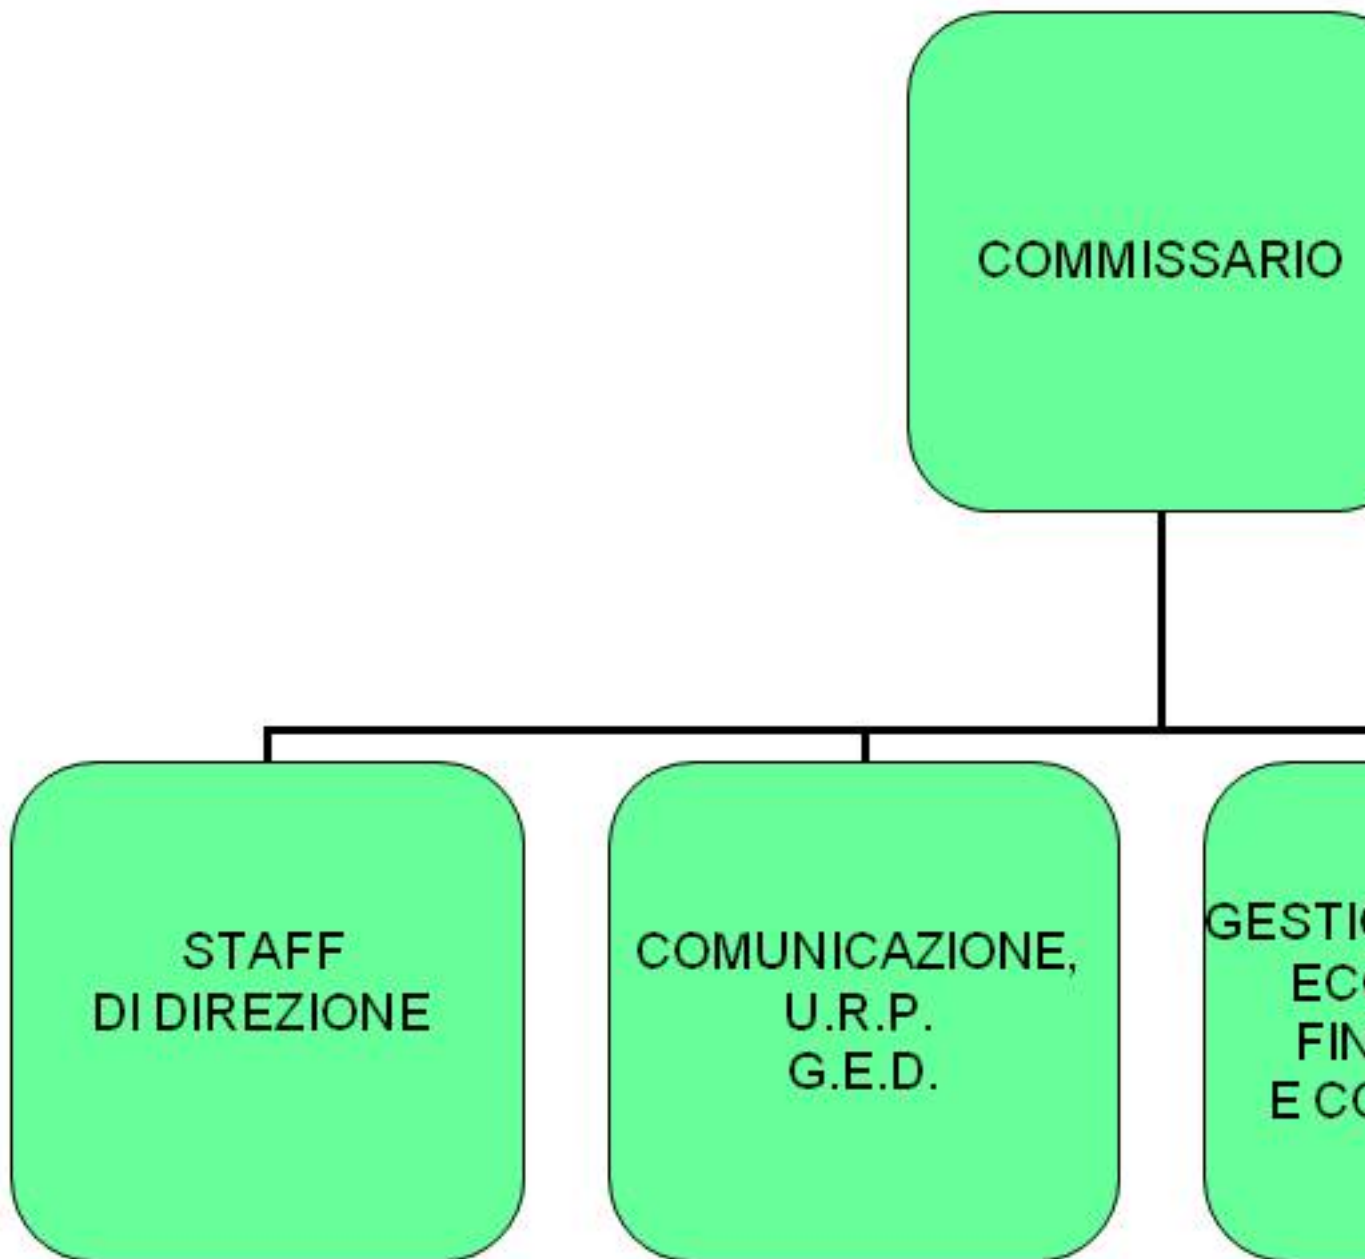 COMMISSARIO
STAFF
DI DIREZIONE
COMUNICAZIONE,
U.R.P.
G.E.D.
E